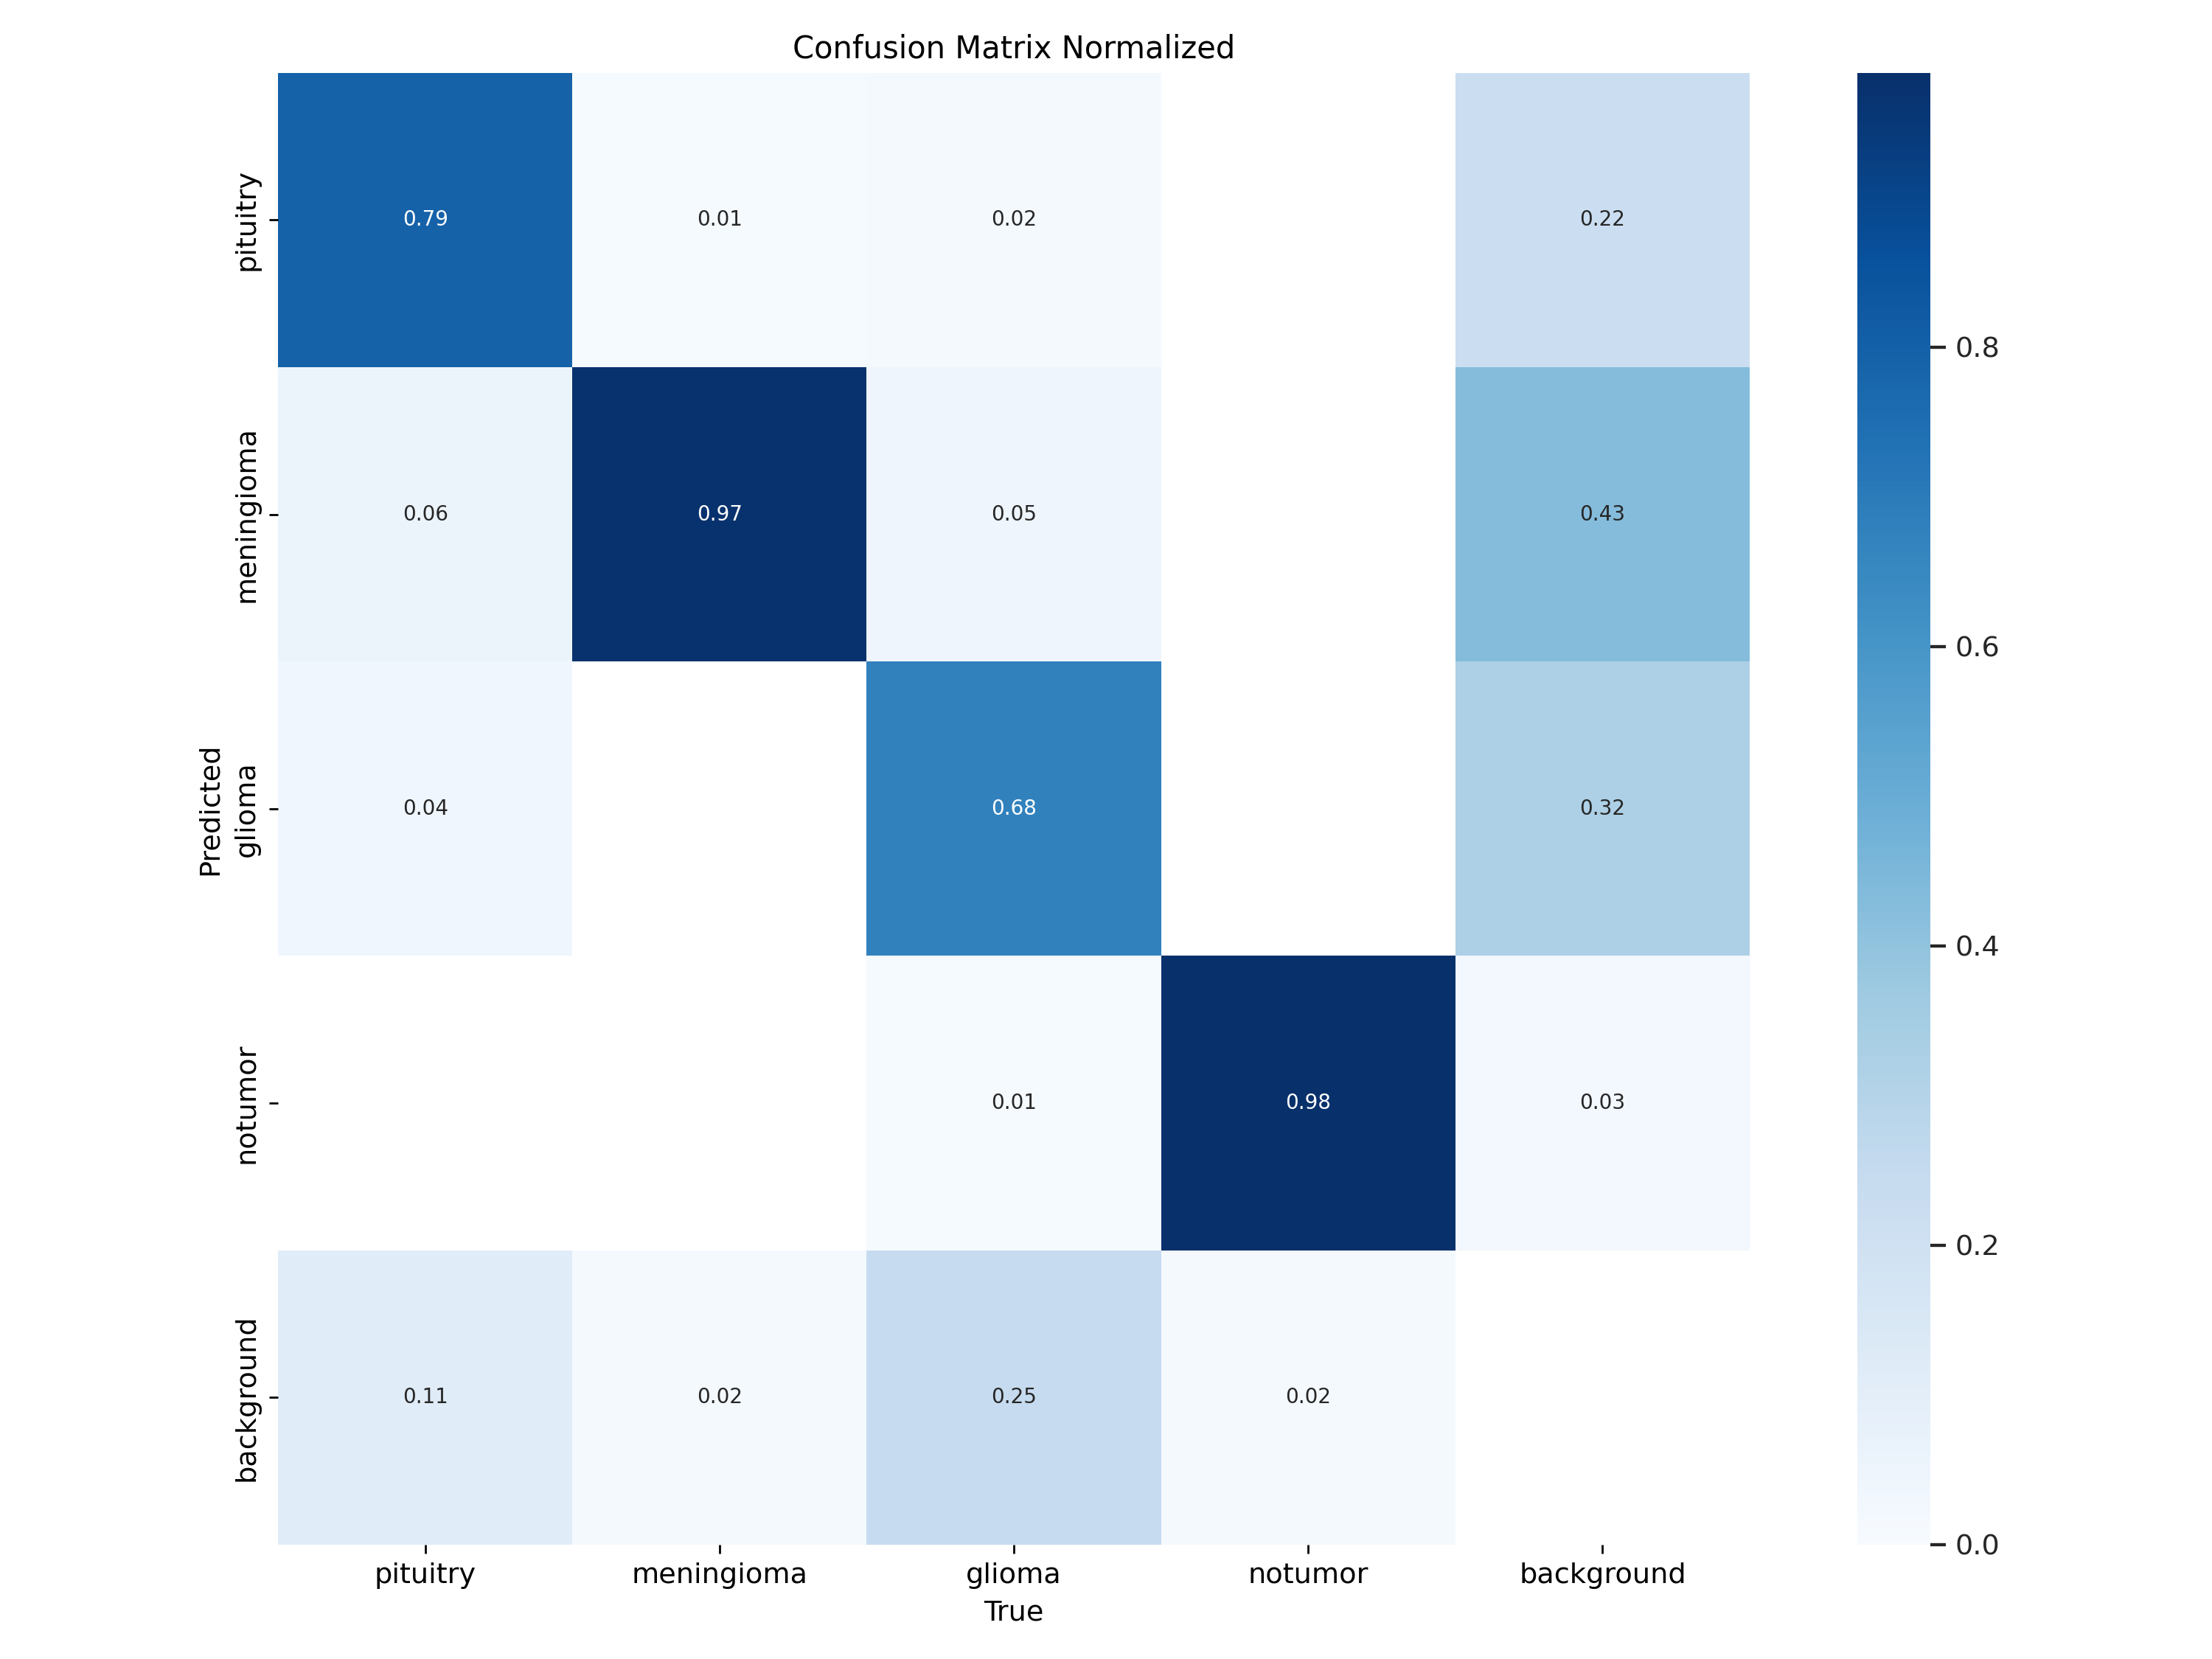 Confusion Matrix Normalized
pituitry
0.79
0.01
0.02
0.22
meningioma
0.06
0.97
0.05
0.43
Predicted
glioma
0.04
0.68
0.32
notumor
0.01
0.98
0.03
background
0.11
0.02
0.25
0.02
pituitry
meningioma
glioma
notumor
background
True
0.8
0.6
0.4
0.2
0.0